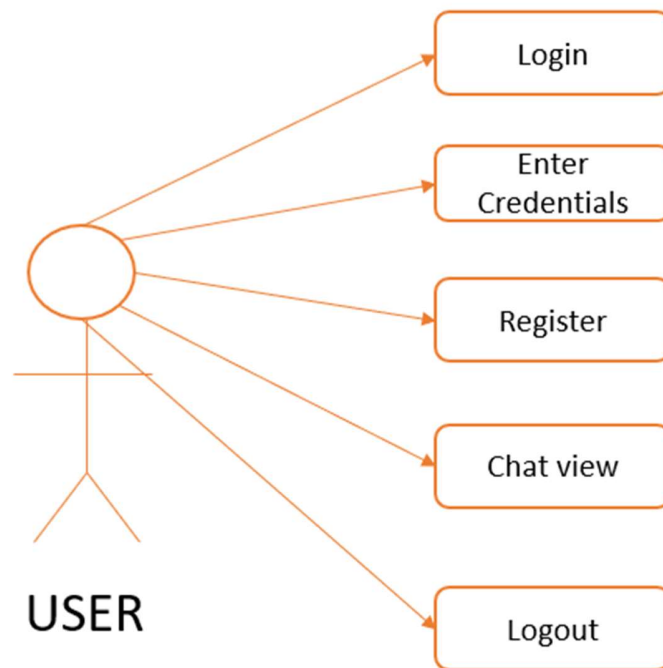 Login
Enter
Credentials
Register
Chat view
Logout
USER